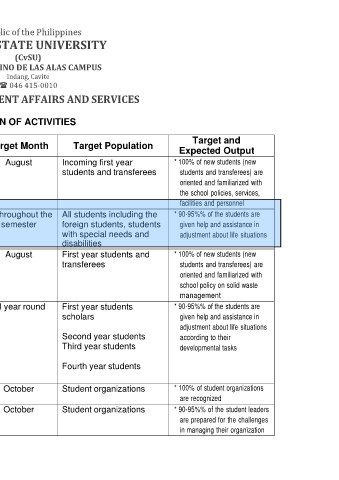 lic of the Philippines
STATE UNIVERSITY
(CvSU)
INO DE LAS ALAS CAMPUS
Indang, Cavite
☎ 046 415-0010
ENT AFFAIRS AND SERVICES
N OF ACTIVITIES
rget Month
Target Population
Target and
Expected Output
August
Incoming first year
students and transferees
* 100% of new students (new
students and transferees) are
oriented and familiarized with
the school policies, services,
facilities and personnel
hroughout the
semester
All students including the
foreign students, students
with special needs and
disabilities
* 90-95%% of the students are
given help and assistance in
adjustment about life situations
August
First year students and
transferees
* 100% of new students (new
students and transferees) are
oriented and familiarized with
school policy on solid waste
management
l year round
First year students
scholars
Second year students
Third year students
Fourth year students
* 90-95%% of the students are
given help and assistance in
adjustment about life situations
according to their
developmental tasks
October
Student organizations
* 100% of student organizations
are recognized
October
Student organizations
* 90-95%% of the student leaders
are prepared for the challenges
in managing their organization